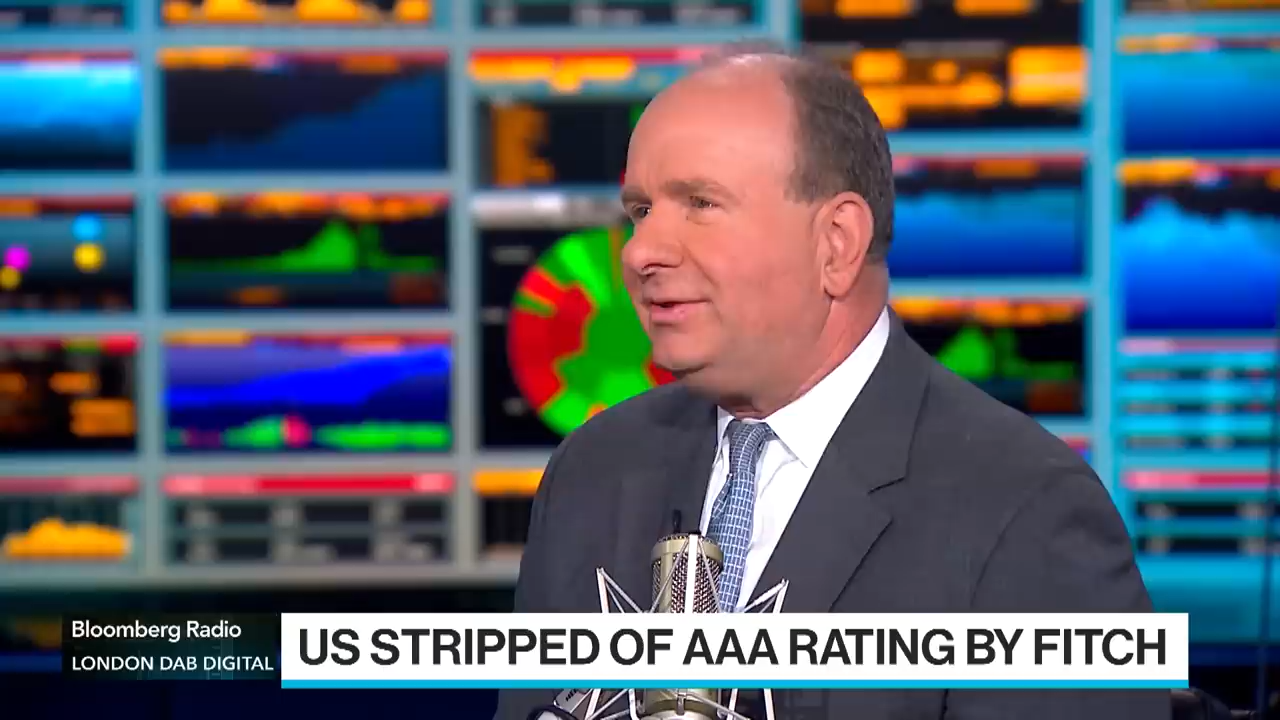 Bloomberg Radio
LONDON DAB DIGITAL
US STRIPPED OF AAA RATING BY FITCH